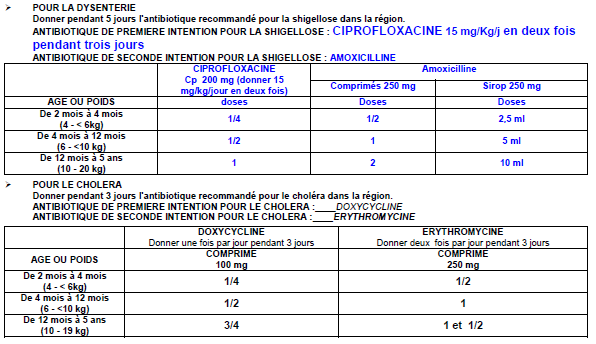 ➢ POUR LA DYSENTERIE
Donner pendant 5 jours l'antibiotique recommandé pour la shigellose dans la région.
ANTIBIOTIQUE DE PREMIERE INTENTION POUR LA SHIGELLOSE : CIPROFLOXACINE 15 mg/Kg/j en deux fois
pendant trois jours
ANTIBIOTIQUE DE SECONDE INTENTION POUR LA SHIGELLOSE : AMOXICILLINE
CIPROFLOXACINE
Cp 200 mg (donner 15
mg/kg/jour en deux fois)
Amoxicilline
Comprimés 250 mg
Sirop 250 mg
AGE OU POIDS doses Doses Doses
De 2 mois à 4 mois
(4 - < 6kg)
1/4 1/2 2,5 ml
De 4 mois à 12 mois
(6 - <10 kg)
1/2 1 5 ml
De 12 mois à 5 ans
(10 - 20 kg)
1 2 10 ml
➢ POUR LE CHOLERA
Donner pendant 3 jours l'antibiotique recommandé pour le choléra dans la région.
ANTIBIOTIQUE DE PREMIERE INTENTION POUR LE CHOLERA :____DOXYCYCLINE
ANTIBIOTIQUE DE SECONDE INTENTION POUR LE CHOLERA :____ERYTHROMYCINE
DOXYCYCLINE
Donner une fois par jour pendant 3 jours
ERYTHROMYCINE
Donner deux fois par jour pendant 3 jours
AGE OU POIDS
COMPRIME
100 mg
COMPRIME
250 mg
De 2 mois à 4 mois
(4 - < 6kg)
1/4 1/2
De 4 mois à 12 mois
(6 - <10 kg)
1/2 1
De 12 mois à 5 ans
(10 - 19 kg)
3/4 1 et 1/2